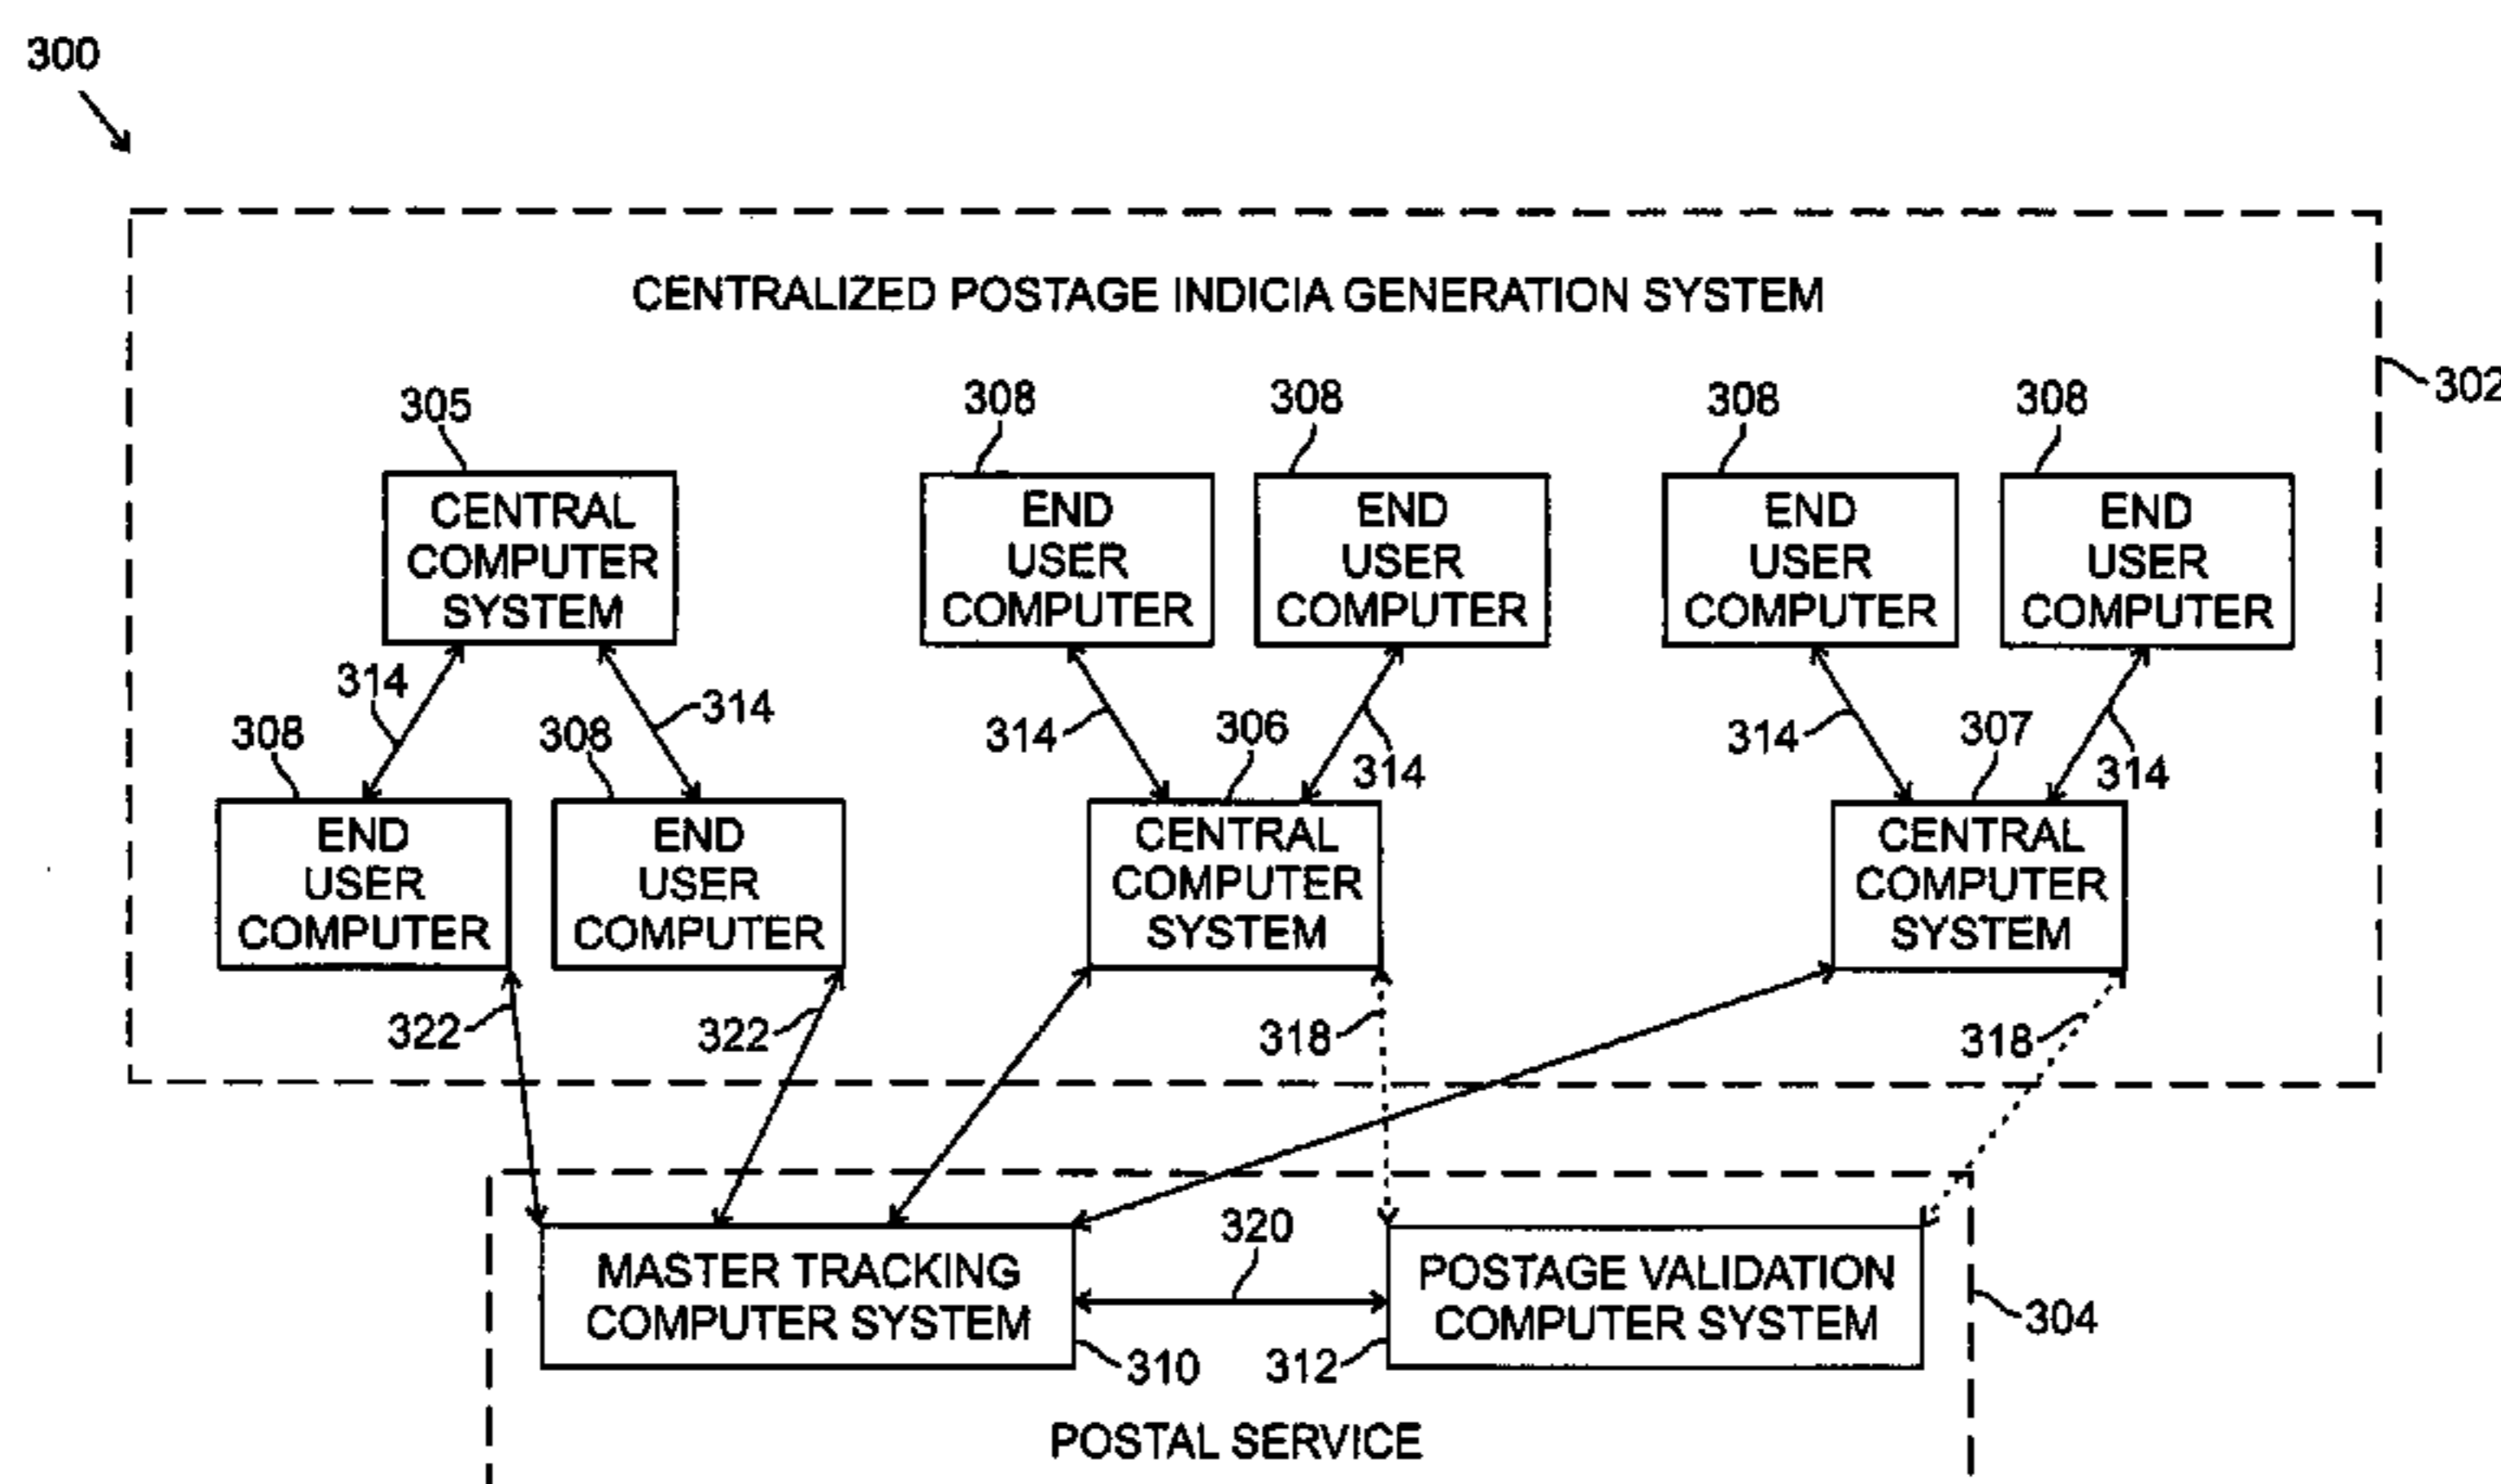 300
CENTRALIZED POSTAGE INDICIA GENERATION SYSTEM
302
305
308
308
308
308
CENTRAL
COMPUTER
SYSTEM
END
USER
COMPUTER
END
USER
COMPUTER
END
USER
COMPUTER
END
USER
COMPUTER
314
314
314
306
314
314
307
314
308
308
END
USER
COMPUTER
END
USER
COMPUTER
CENTRAL
COMPUTER
SYSTEM
CENTRAL
COMPUTER
SYSTEM
322
322
318
318
320
MASTER TRACKING
COMPUTER SYSTEM
POSTAGE VALIDATION
COMPUTER SYSTEM
304
310
312
POSTAL SERVICE